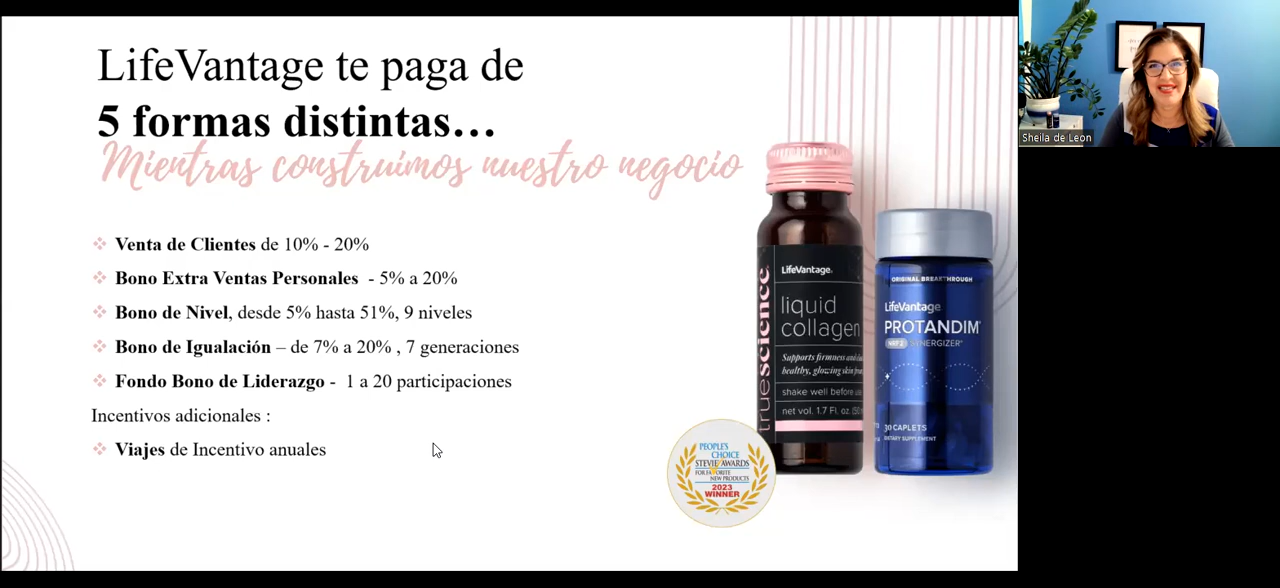 LifeVantage te paga de
5 formas distintas...
Mientras construimos nuestro negocio
❖ Venta de Clientes de 10% - 20%
❖ Bono Extra Ventas Personales - 5% a 20%
❖ Bono de Nivel, desde 5% hasta 51%, 9 niveles
❖ Bono de Igualación – de 7% a 20% , 7 generaciones
❖ Fondo Bono de Liderazgo - 1 a 20 participaciones
Incentivos adicionales :
❖ Viajes de Incentivo anuales
truescience
LifeVantage
liquid
collagen
Supports firmness and
healthy, glowing skin from
shake well before use
net vol. 1.7 Fl. oz.
ORIGINAL BREAKTHROUGH
LifeVantage
PROTANDIM
NRF2 SYNERGIZER
30 CAPLETS
DIETARY SUPPLEMENT
PEOPLE'S
CHOICE
STEVIE AWARDS
FOR FAVORITE
NEW PRODUCTS
2023
WINNER
Sheila de Leon